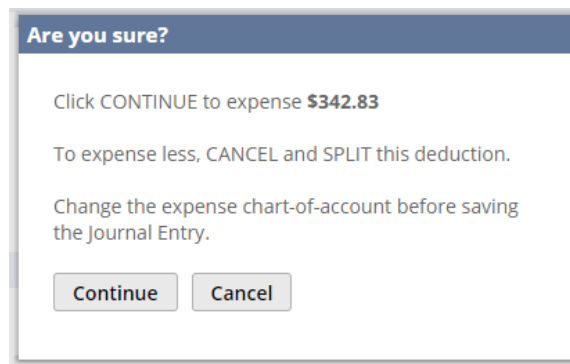 Are you sure?
Click CONTINUE to expense $342.83
To expense less, CANCEL and SPLIT this deduction.
Change the expense chart-of-account before saving
the Journal Entry.
Continue Cancel